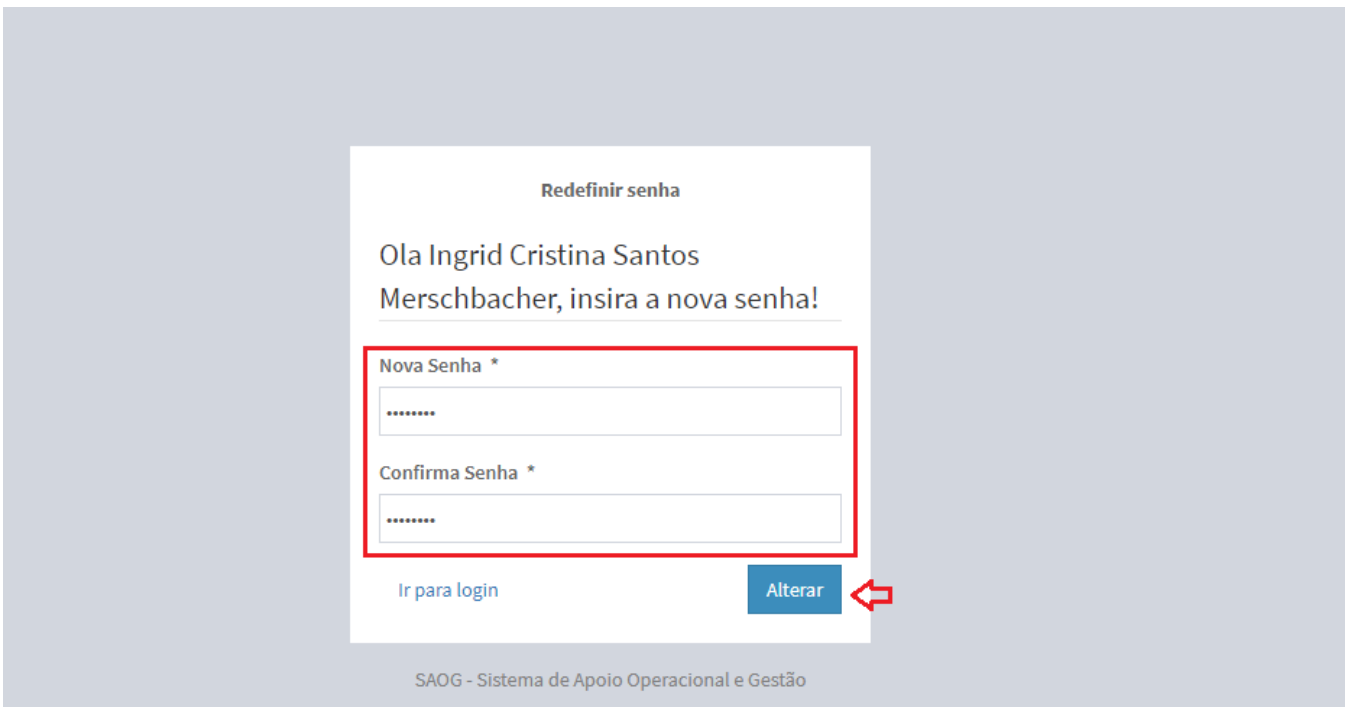 Redefinir senha
Ola Ingrid Cristina Santos
Merschbacher, insira a nova senha!
Nova Senha *
••••••••
Confirma Senha *
••••••••
Ir para login
Alterar
SAOG - Sistema de Apoio Operacional e Gestão